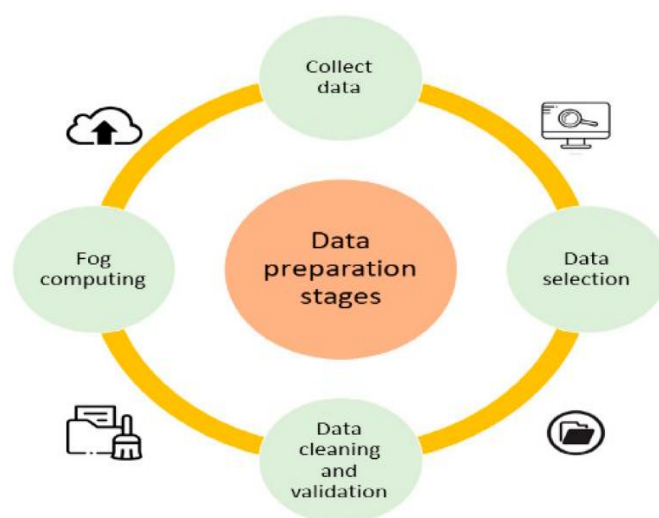 Collect
data
Data
preparation
stages
Fog
computing
Data
selection
Data
cleaning
and
validation